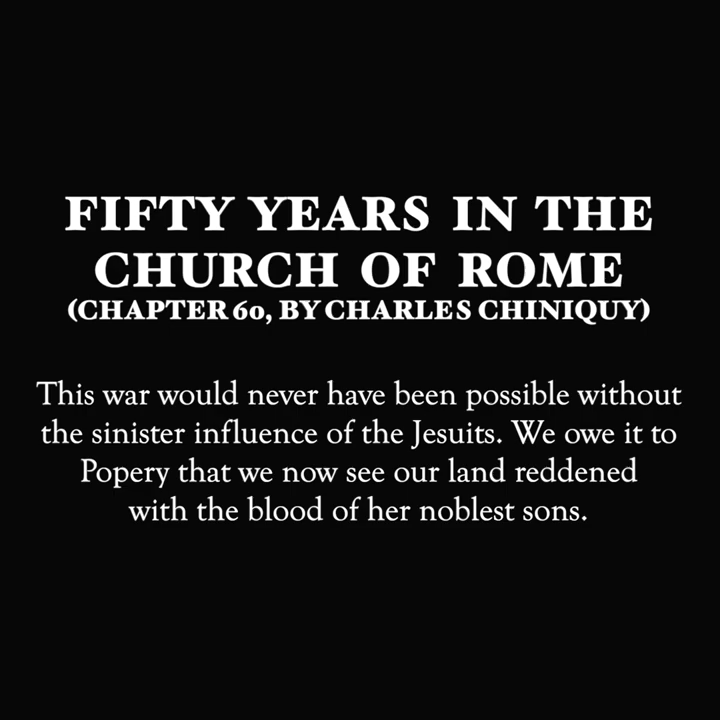 FIFTY YEARS IN THE
CHURCH OF ROME
(CHAPTER 60, BY CHARLES CHINIQUY)
This war would never have been possible without
the sinister influence of the Jesuits. We owe it to
Popery that we now see our land reddened
with the blood of her noblest sons.